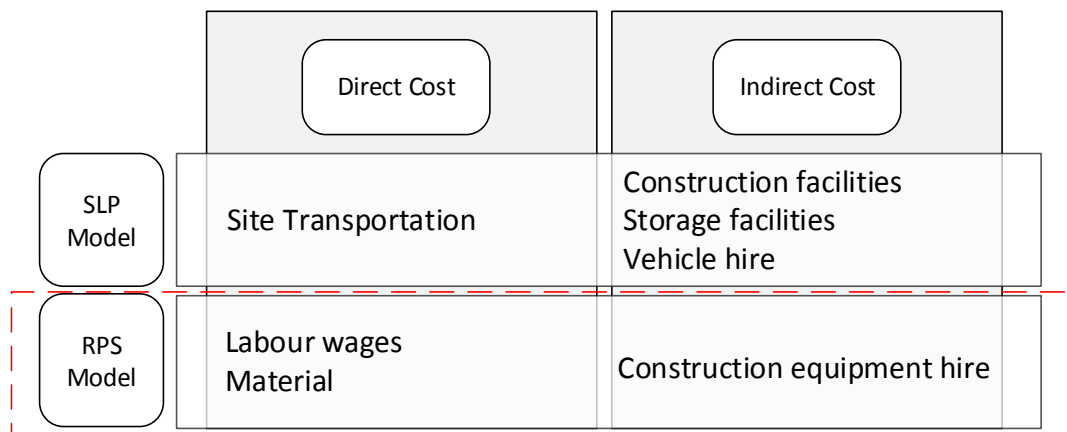 Direct Cost
Indirect Cost
SLP
Model
Site Transportation
Construction facilities
Storage facilities
Vehicle hire
RPS
Model
Labour wages
Material
Construction equipment hire